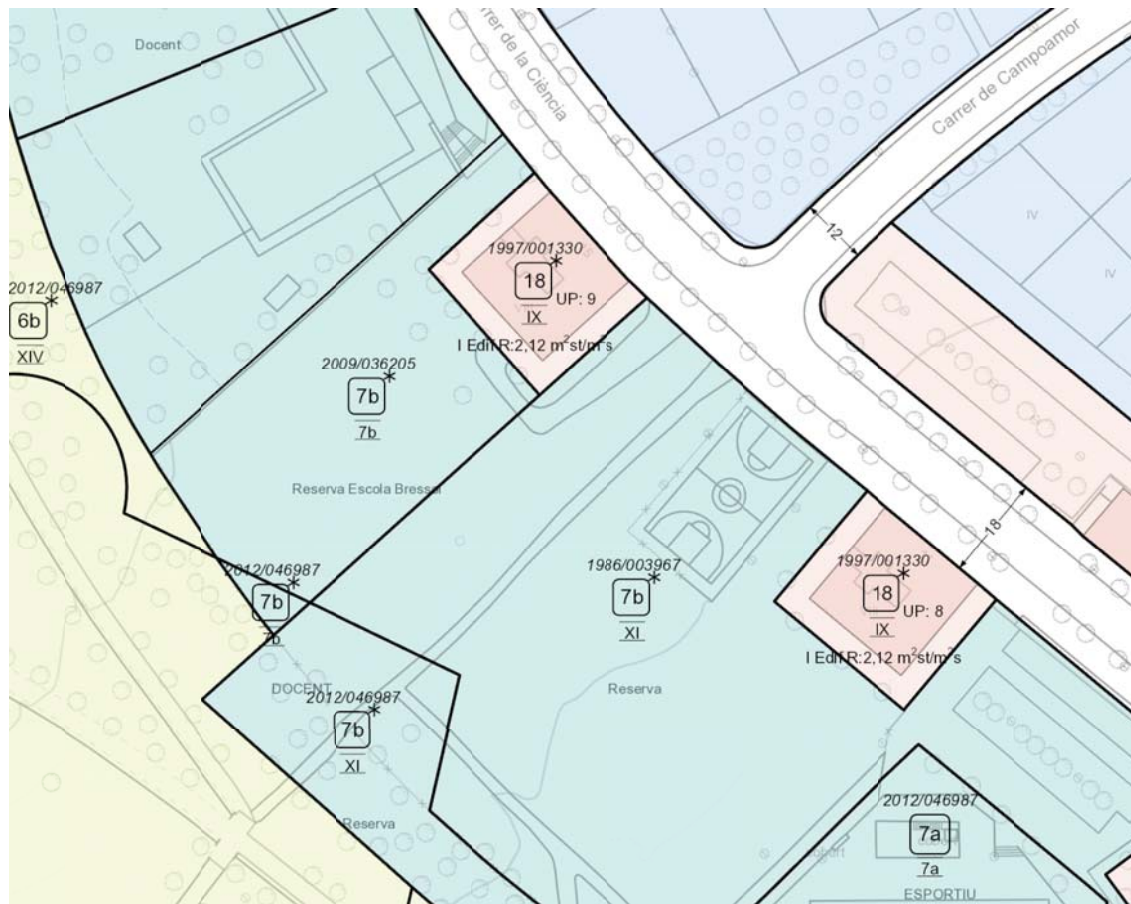 Docent
Carrer de la Ciència
Carrer de Campoamor
12
IV
IV
1997/001330
18
UP: 9
IX
I Edif R:2,12 m²st/m²s
2012/046987
6b
XIV
2009/036205
7b
7b
Reserva Escola Bressol
18
2012/046987
7b
7b
1986/003967
7b
XI
Reserva
1997/001330
18
UP: 8
IX
I Edif R:2,12 m²st/m²s
DOCENT
2012/046987
7b
XI
Reserva
2012/046987
7a
7a
ESPORTIU